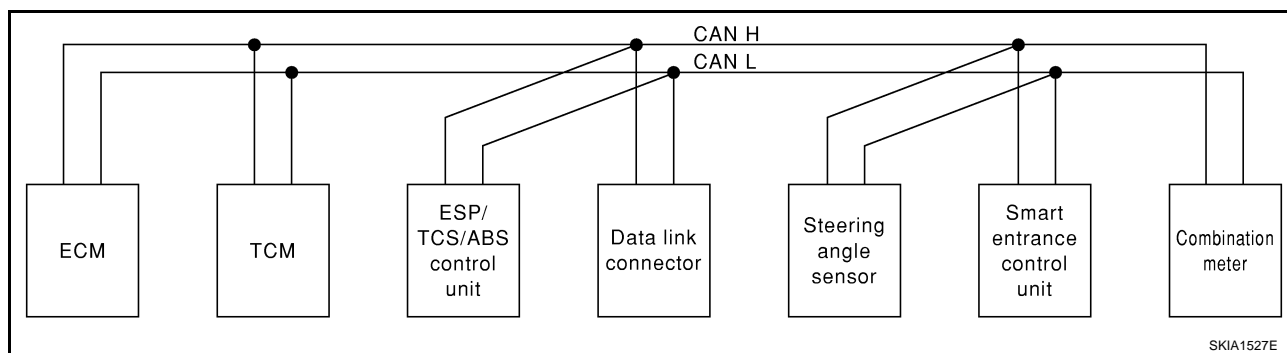 CAN H
CAN L
ECM
TCM
ESP/
TCS/ABS
control
unit
Data link
connector
Steering
angle
sensor
Smart
entrance
control
unit
Combination
meter
SKIA1527E